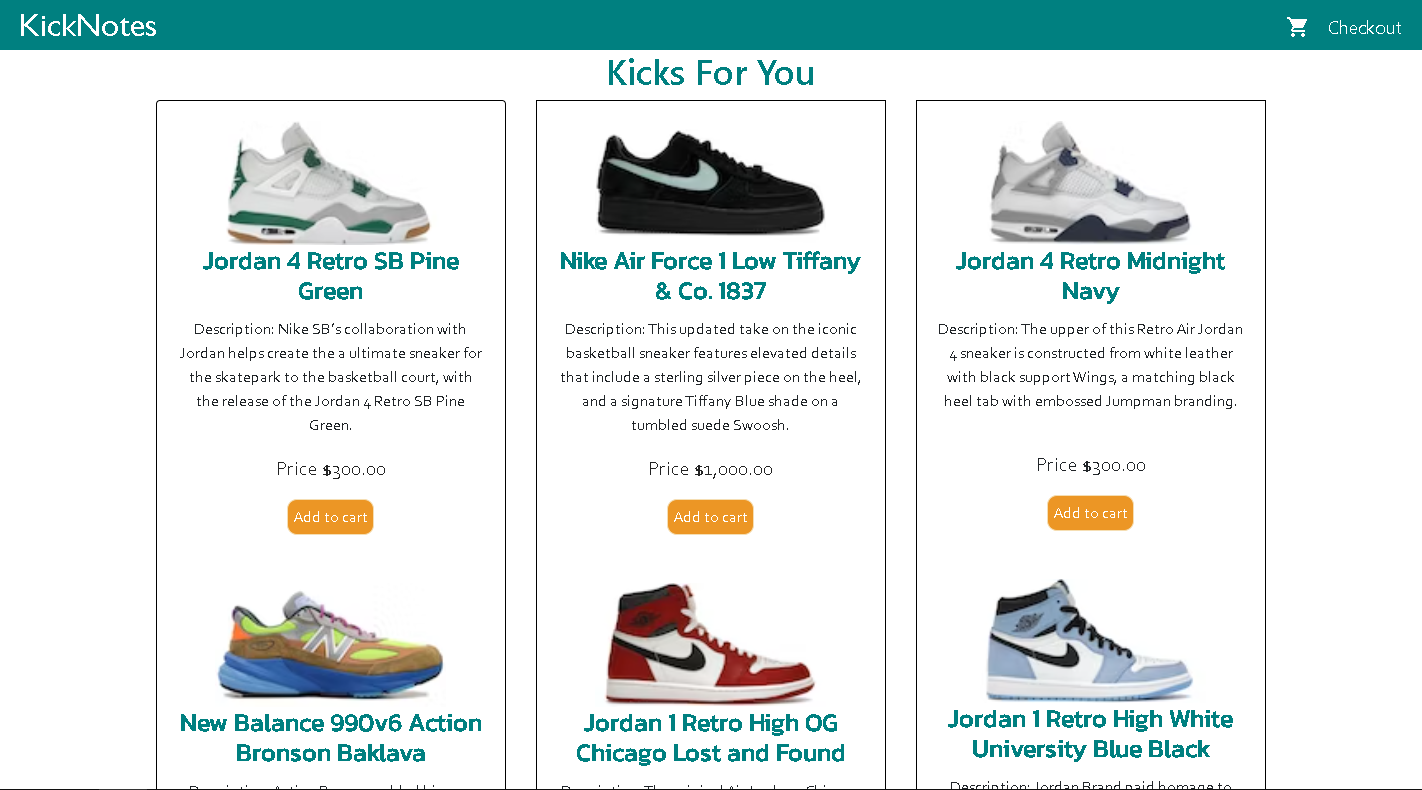 KickNotes
Checkout
Kicks For You
Jordan 4 Retro SB Pine
Green
Description: Nike SB's collaboration with
Jordan helps create the a ultimate sneaker for
the skatepark to the basketball court, with
the release of the Jordan 4 Retro SB Pine
Green.
Price $300.00
Add to cart
Nike Air Force 1 Low Tiffany
& Co. 1837
Description: This updated take on the iconic
basketball sneaker features elevated details
that include a sterling silver piece on the heel,
and a signature Tiffany Blue shade on a
tumbled suede Swoosh.
Price $1,000.00
Add to cart
Jordan 4 Retro Midnight
Navy
Description: The upper of this Retro Air Jordan
4 sneaker is constructed from white leather
with black support Wings, a matching black
heel tab with embossed Jumpman branding.
Price $300.00
Add to cart
New Balance 990v6 Action
Bronson Baklava
Jordan 1 Retro High OG
Chicago Lost and Found
Jordan 1 Retro High White
University Blue Black
Description: Jordan Brand paid homage to